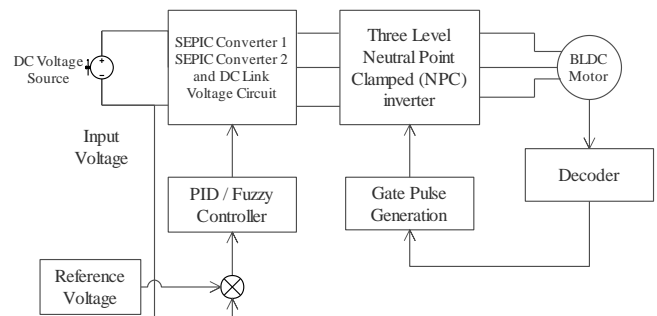 DC Voltage
Source
Input
Voltage
SEPIC Converter 1
SEPIC Converter 2
and DC Link
Voltage Circuit
Three Level
Neutral Point
Clamped (NPC)
inverter
BLDC
Motor
PID / Fuzzy
Controller
Gate Pulse
Generation
Decoder
Reference
Voltage